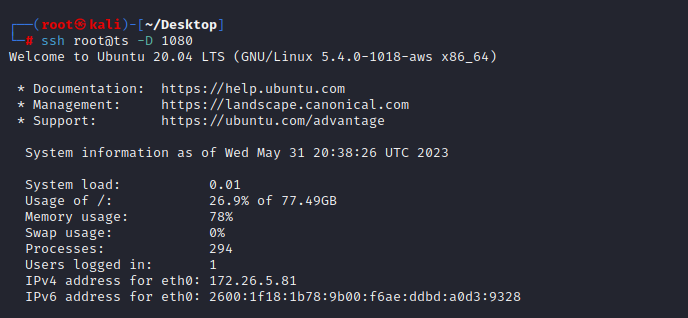 ┌──(root㉿kali)-[~/Desktop]
└─# ssh root@ts -D 1080
Welcome to Ubuntu 20.04 LTS (GNU/Linux 5.4.0-1018-aws x86_64)
* Documentation:  https://help.ubuntu.com
* Management:     https://landscape.canonical.com
* Support:        https://ubuntu.com/advantage
System information as of Wed May 31 20:38:26 UTC 2023
System load:           0.01
Usage of /:            26.9% of 77.49GB
Memory usage:          78%
Swap usage:            0%
Processes:             294
Users logged in:       1
IPv4 address for eth0: 172.26.5.81
IPv6 address for eth0: 2600:1f18:1b78:9b00:f6ae:ddbd:a0d3:9328